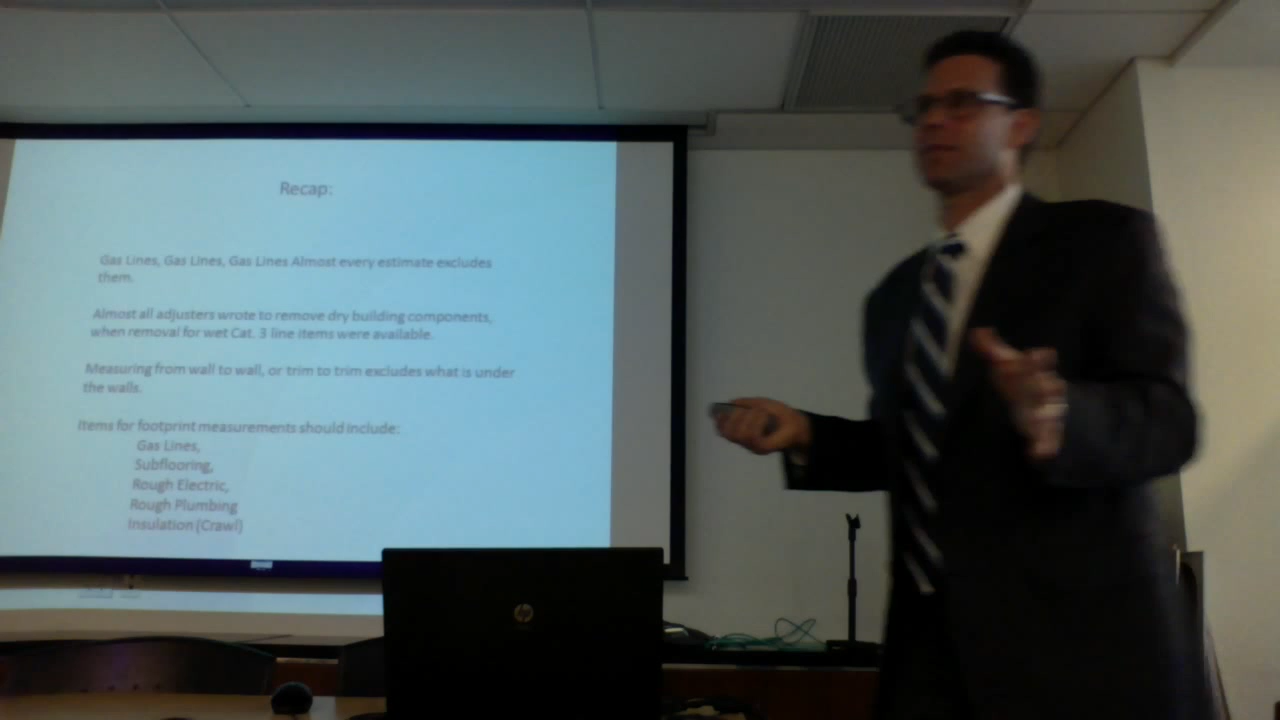 Recap:
Gas Lines, Gas Lines, Gas Lines Almost every estimate excludes
them.
Almost all adjusters wrote to remove dry building components,
when removal for wet Cat. 3 line items were available.
Measuring from wall to wall, or trim to trim excludes what is under
the walls.
Items for footprint measurements should include:
Gas Lines,
Subflooring,
Rough Electric,
Rough Plumbing
Insulation (Crawl)
hp